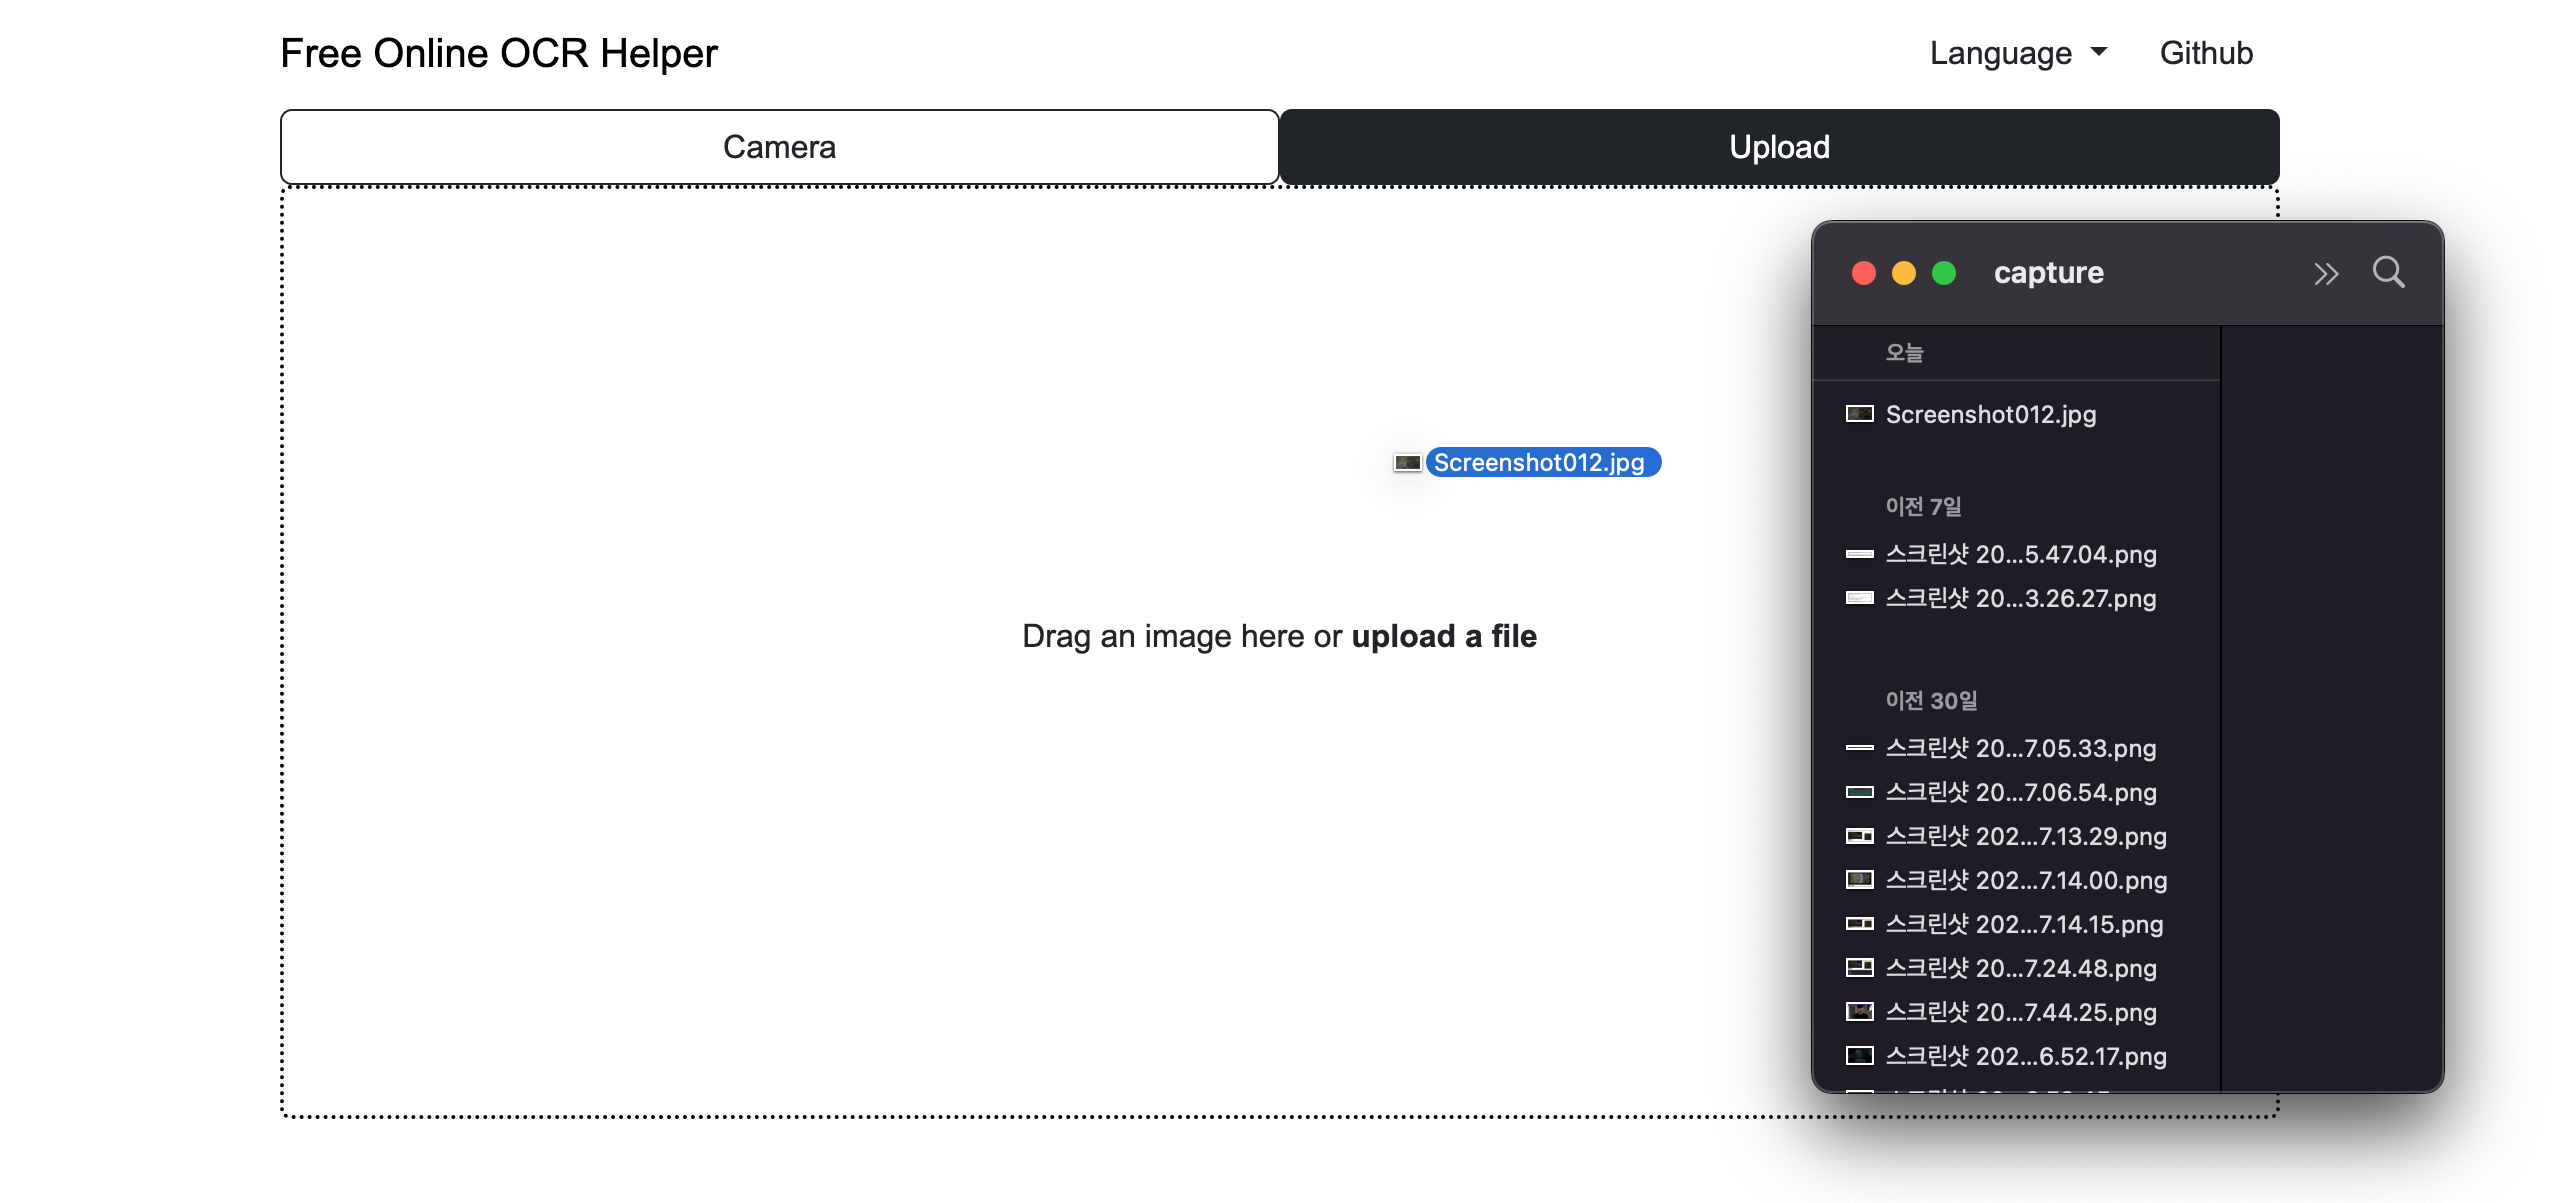 Free Online OCR Helper
Language
Github
Camera
Upload
Screenshot012.jpg
Drag an image here or upload a file
capture
오늘
Screenshot012.jpg
이전 7일
스크린샷 20...5.47.04.png
스크린샷 20...3.26.27.png
이전 30일
스크린샷 20...7.05.33.png
스크린샷 20...7.06.54.png
스크린샷 202...7.13.29.png
스크린샷 202...7.14.00.png
스크린샷 202...7.14.15.png
스크린샷 20...7.24.48.png
스크린샷 20...7.44.25.png
스크린샷 202...6.52.17.png